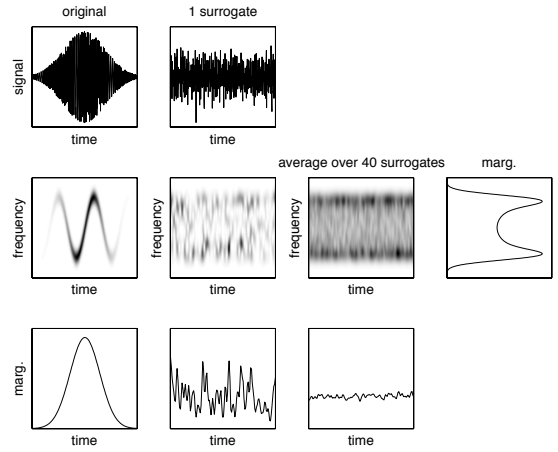 original
1 surrogate
signal
time
time
average over 40 surrogates
marg.
frequency
frequency
frequency
time
time
time
marg.
time
time
time